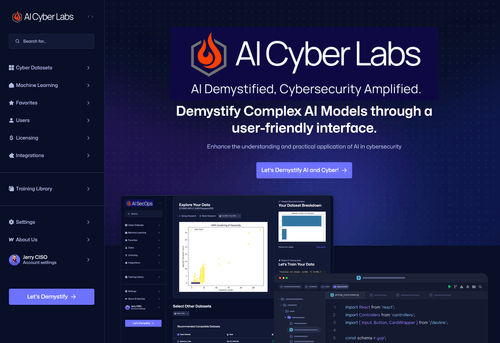 AI Cyber Labs
Search for..
Cyber Datasets
Machine Learning
Favorites
Users
Licensing
Integrations
Training Library
Settings
About Us
Jerry CISO
Account settings
Let's Demystify
AI Cyber Labs
AI Demystified, Cybersecurity Amplified.
Demystify Complex AI Models through a
user-friendly interface.
Enhance the understanding and practical application of AI in cybersecurity
Let's Demystify AI and Cyber!
AI SecOps
Explore Your Data
Select Other Datasets
Recommended Compatible Datasets
Your Dataset Breakdown
Let's Train Your Data
import React from 'react';
import Controllers from 'controllers';
import { Input, Button, CardWrapper } from
const schema =